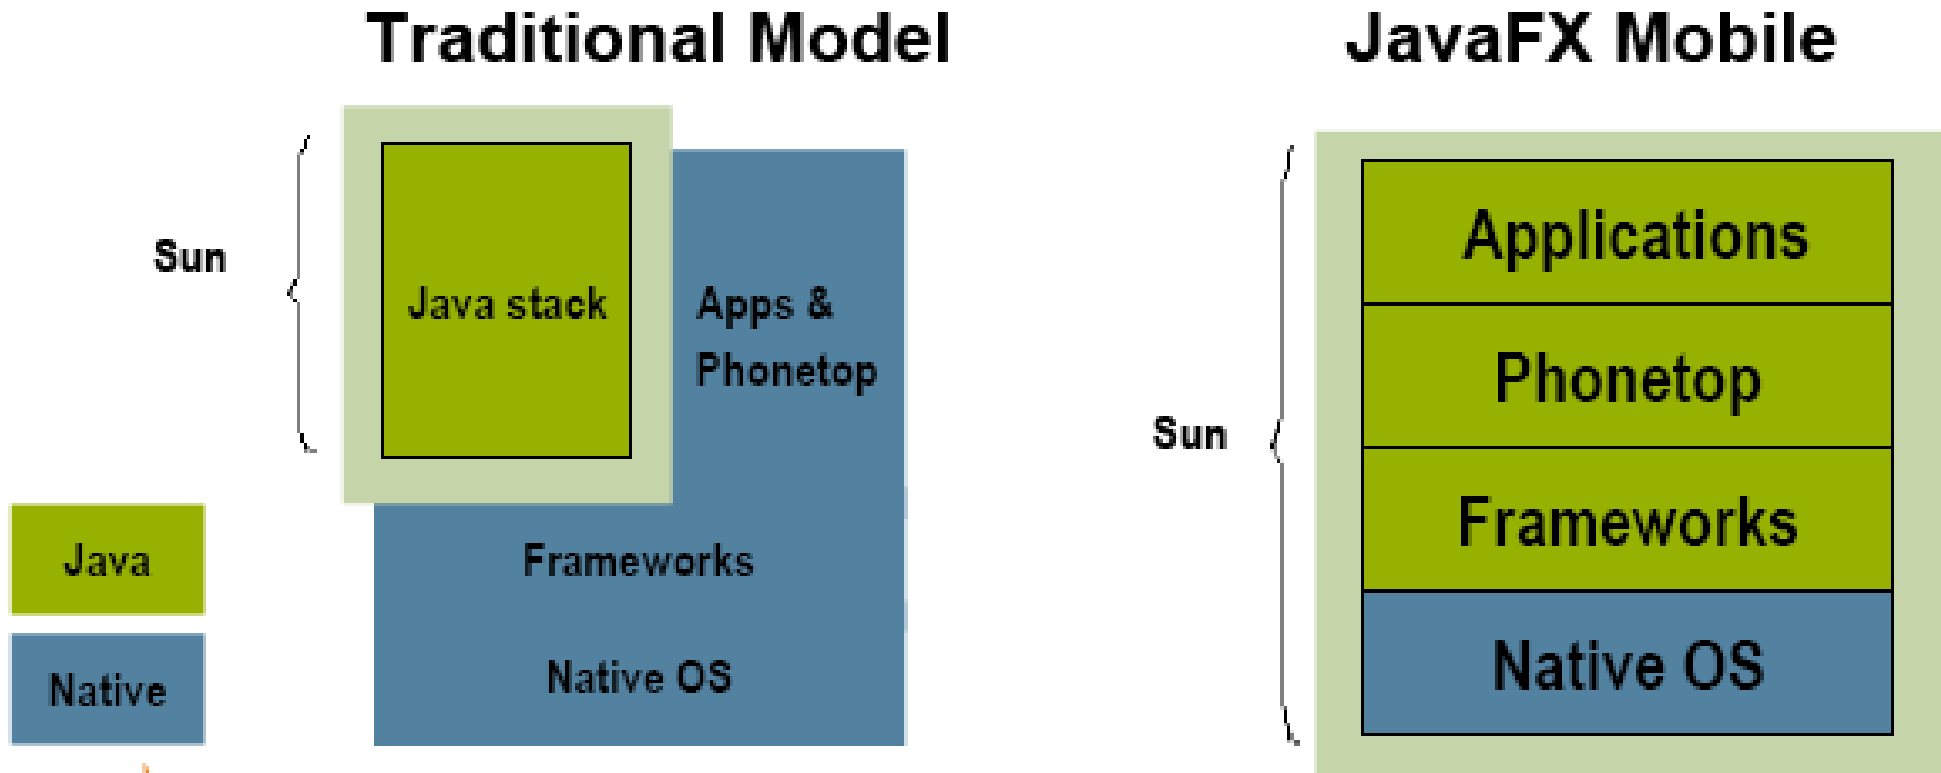 Traditional Model
Sun
Java stack
Apps &
Phonetop
Frameworks
Native OS
Java
Native
JavaFX Mobile
Sun
Applications
Phonetop
Frameworks
Native OS